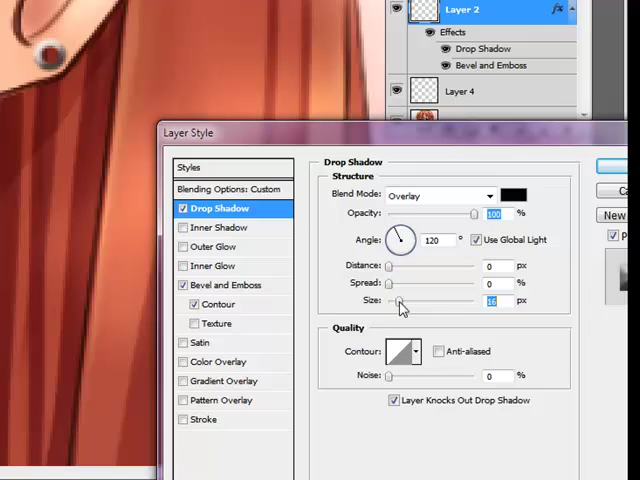 Layer 2
fx
Effects
Drop Shadow
Bevel and Emboss
Layer 4
Layer Style
Styles
Blending Options: Custom
Drop Shadow
Inner Shadow
Outer Glow
Inner Glow
Bevel and Emboss
Contour
Texture
Satin
Color Overlay
Gradient Overlay
Pattern Overlay
Stroke
Drop Shadow
Structure
Blend Mode: Overlay
Opacity: 100 %
Angle: 120 ° Use Global Light
Distance: 0 px
Spread: 0 %
Size: 16 px
Quality
Contour: Anti-aliased
Noise: 0 %
Layer Knocks Out Drop Shadow
New